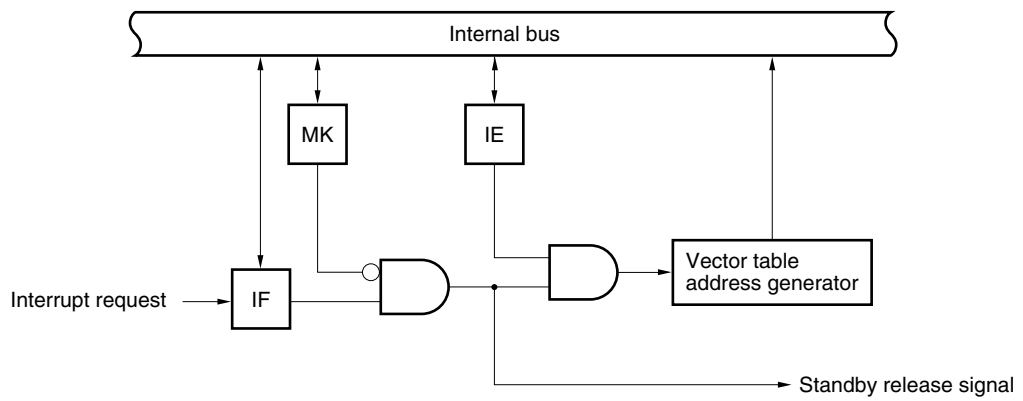 Internal bus
MK
IE
Interrupt request
IF
Vector table
address generator
Standby release signal